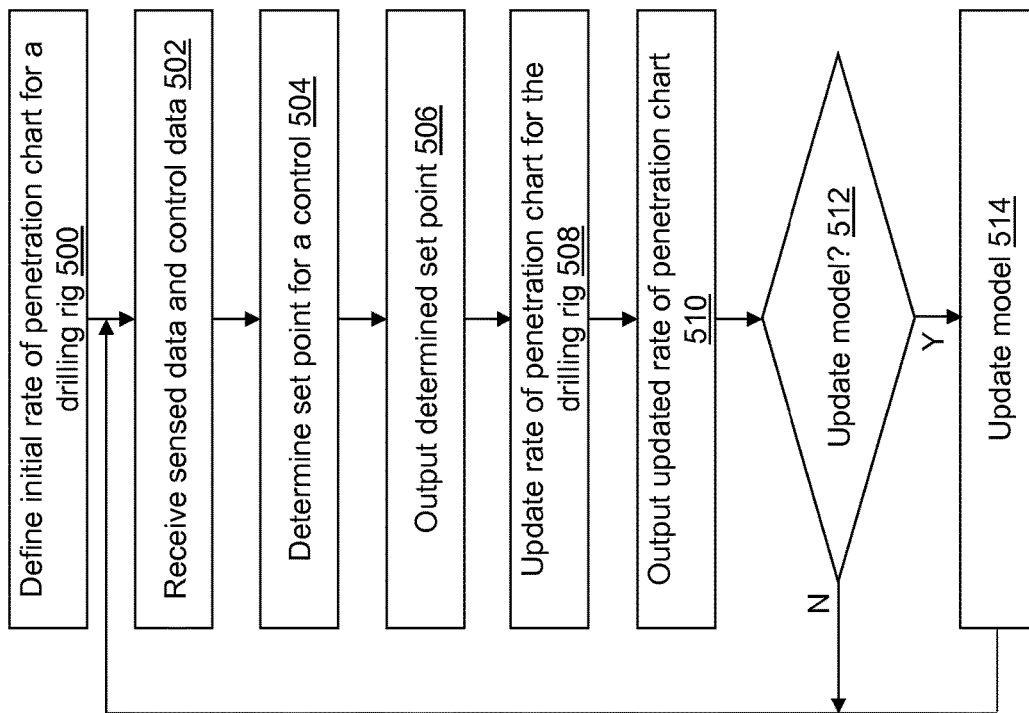 Define initial rate of penetration chart for a
drilling rig 500
Receive sensed data and control data 502
Determine set point for a control 504
Output determined set point 506
Update rate of penetration chart for the
drilling rig 508
Output updated rate of penetration chart
510
Update model? 512
N
Y
Update model 514